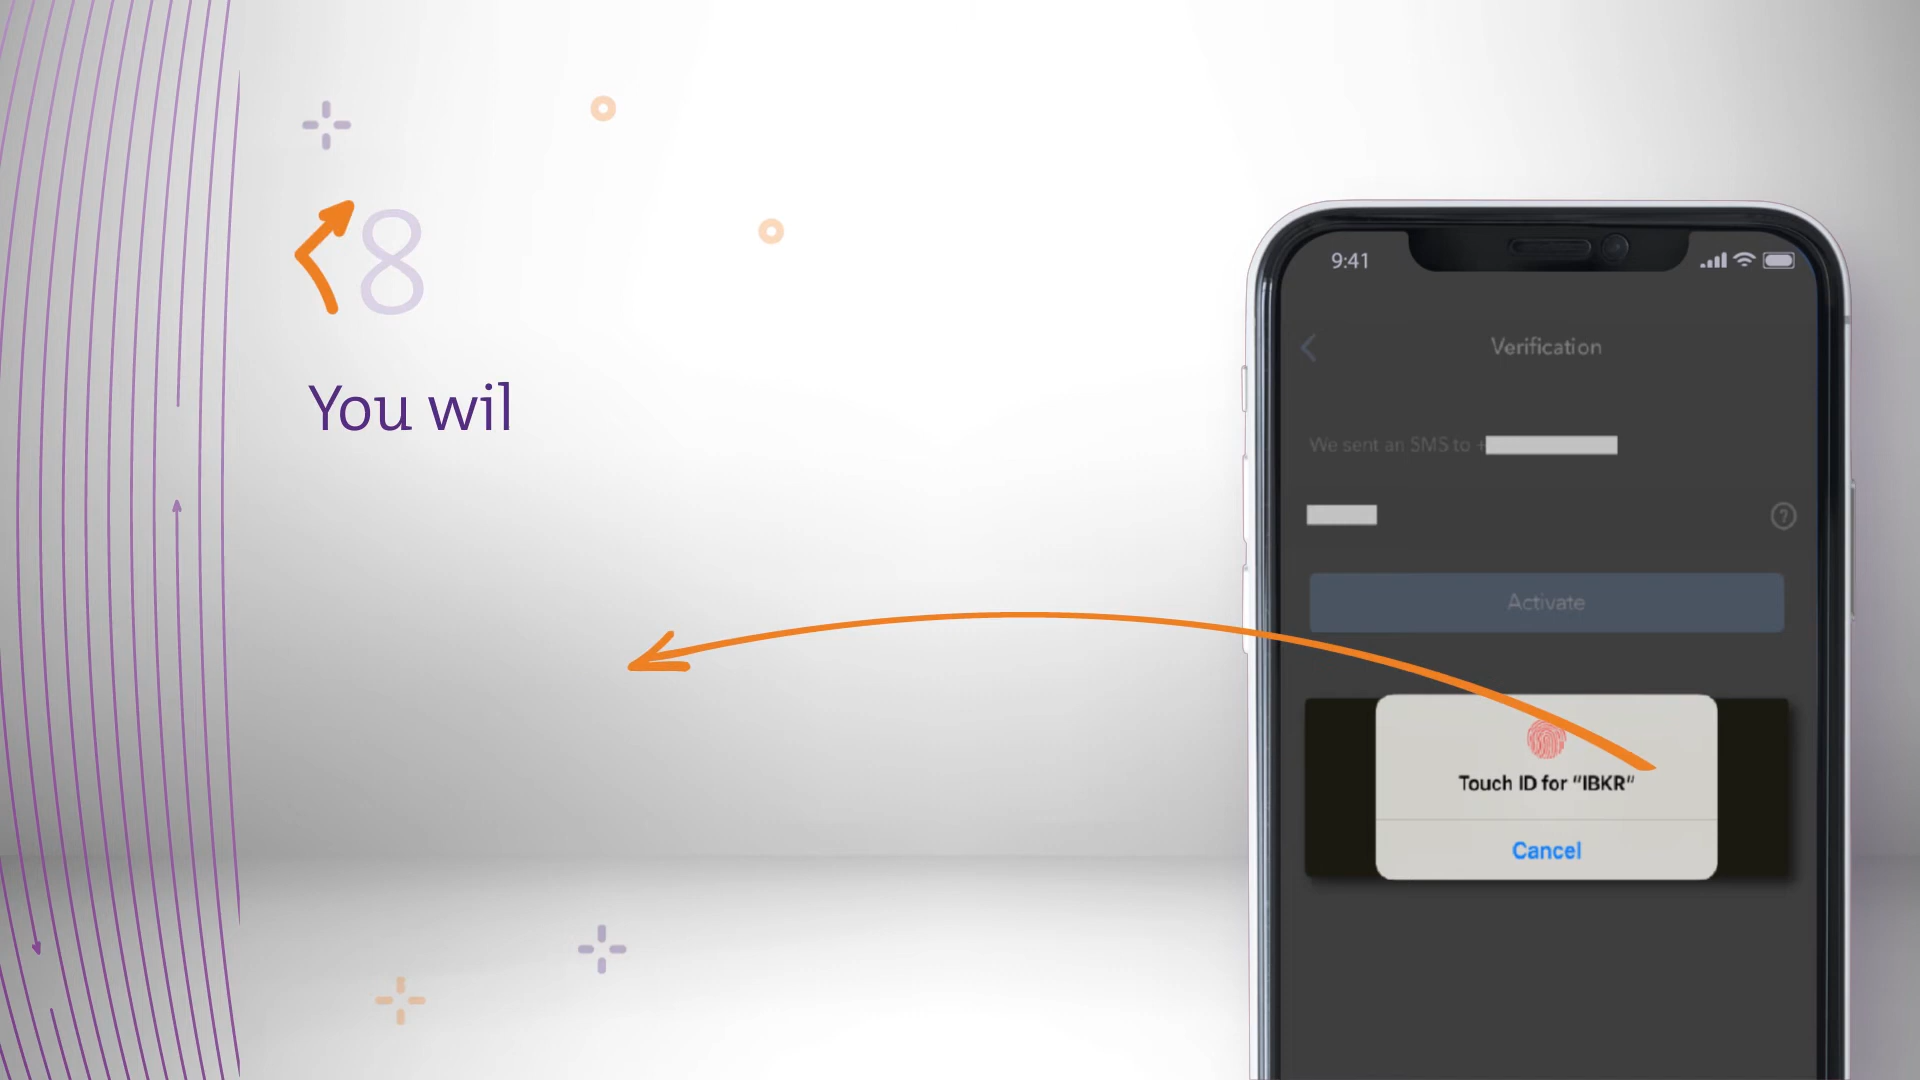 8
You wil
9:41
Verification
We sent an SMS to +
?
Activate
Touch ID for “IBKR”
Cancel